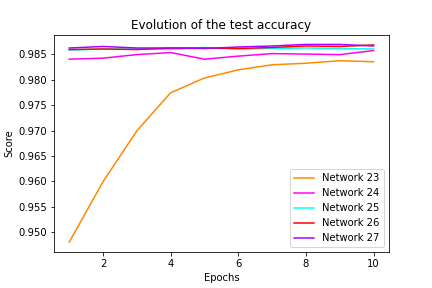 Evolution of the test accuracy
Score
0.985
0.980
0.975
0.970
0.965
0.960
0.955
0.950
Network 23
Network 24
Network 25
Network 26
Network 27
2 4 6 8 10
Epochs